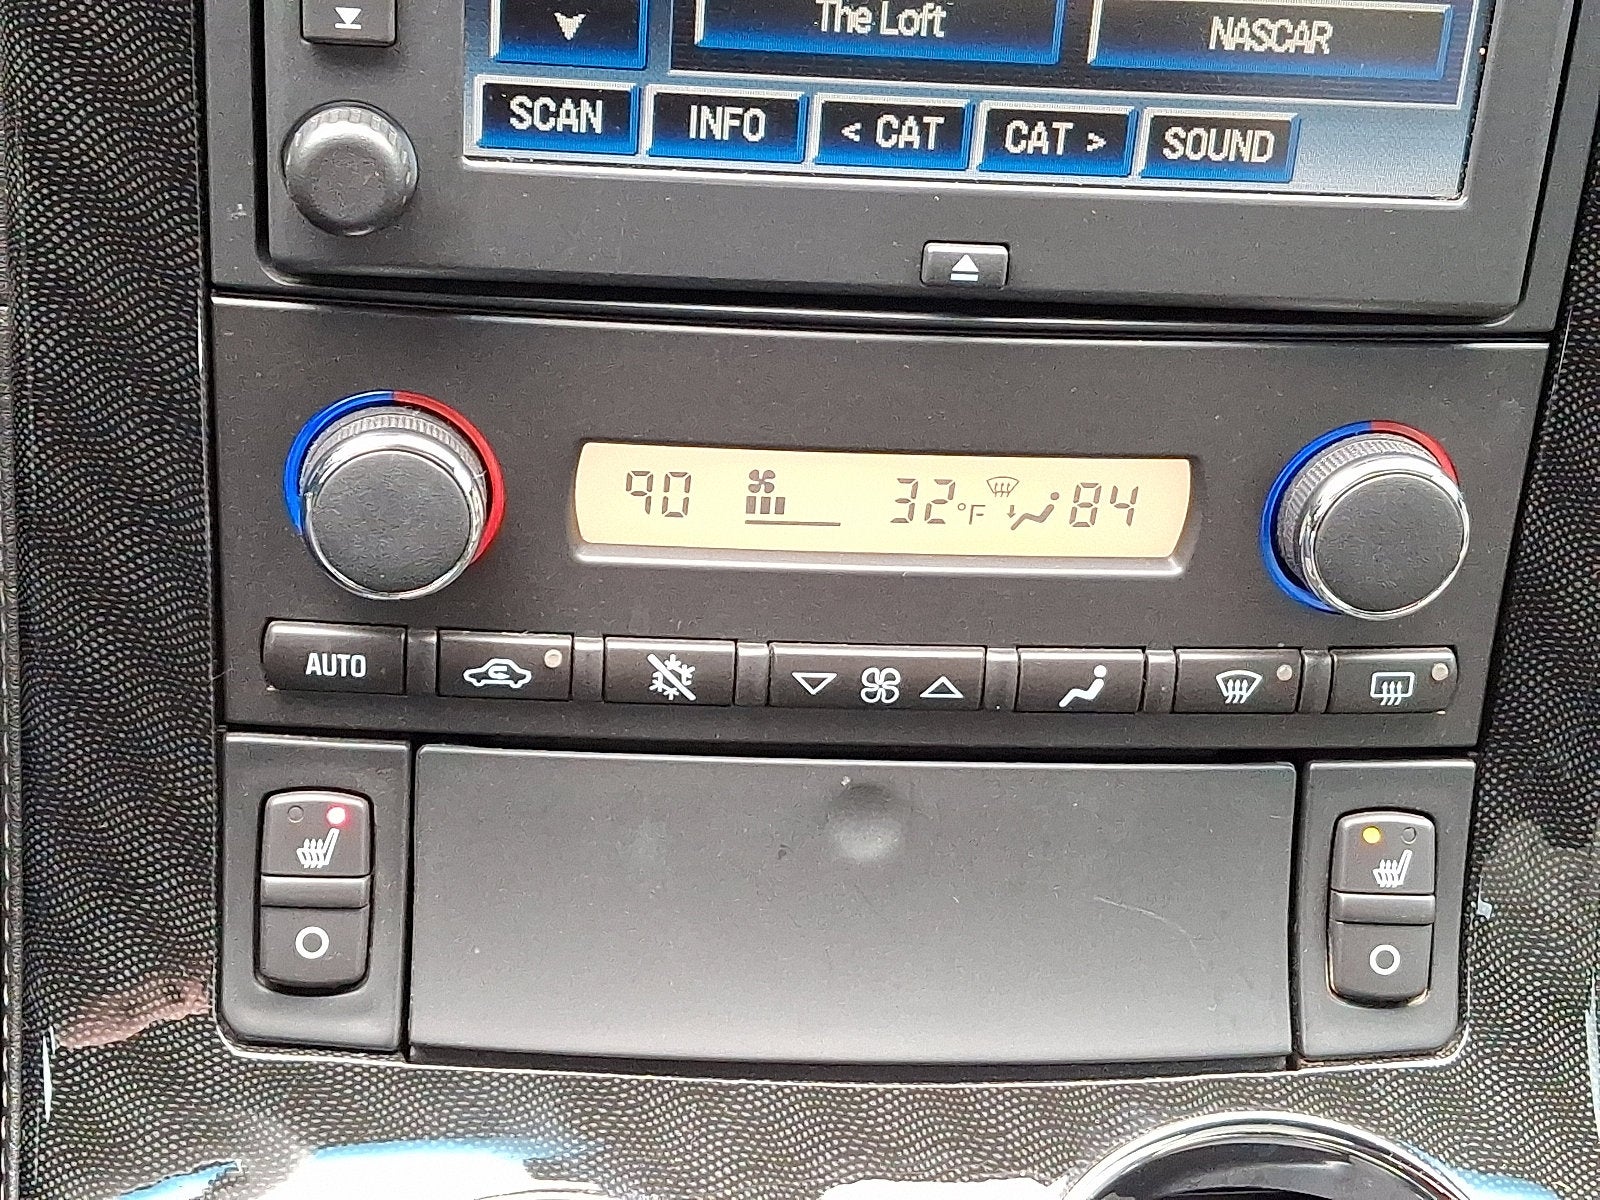 The Loft
NASCAR
SCAN INFO < CAT CAT > SOUND
90 32°F 84
AUTO